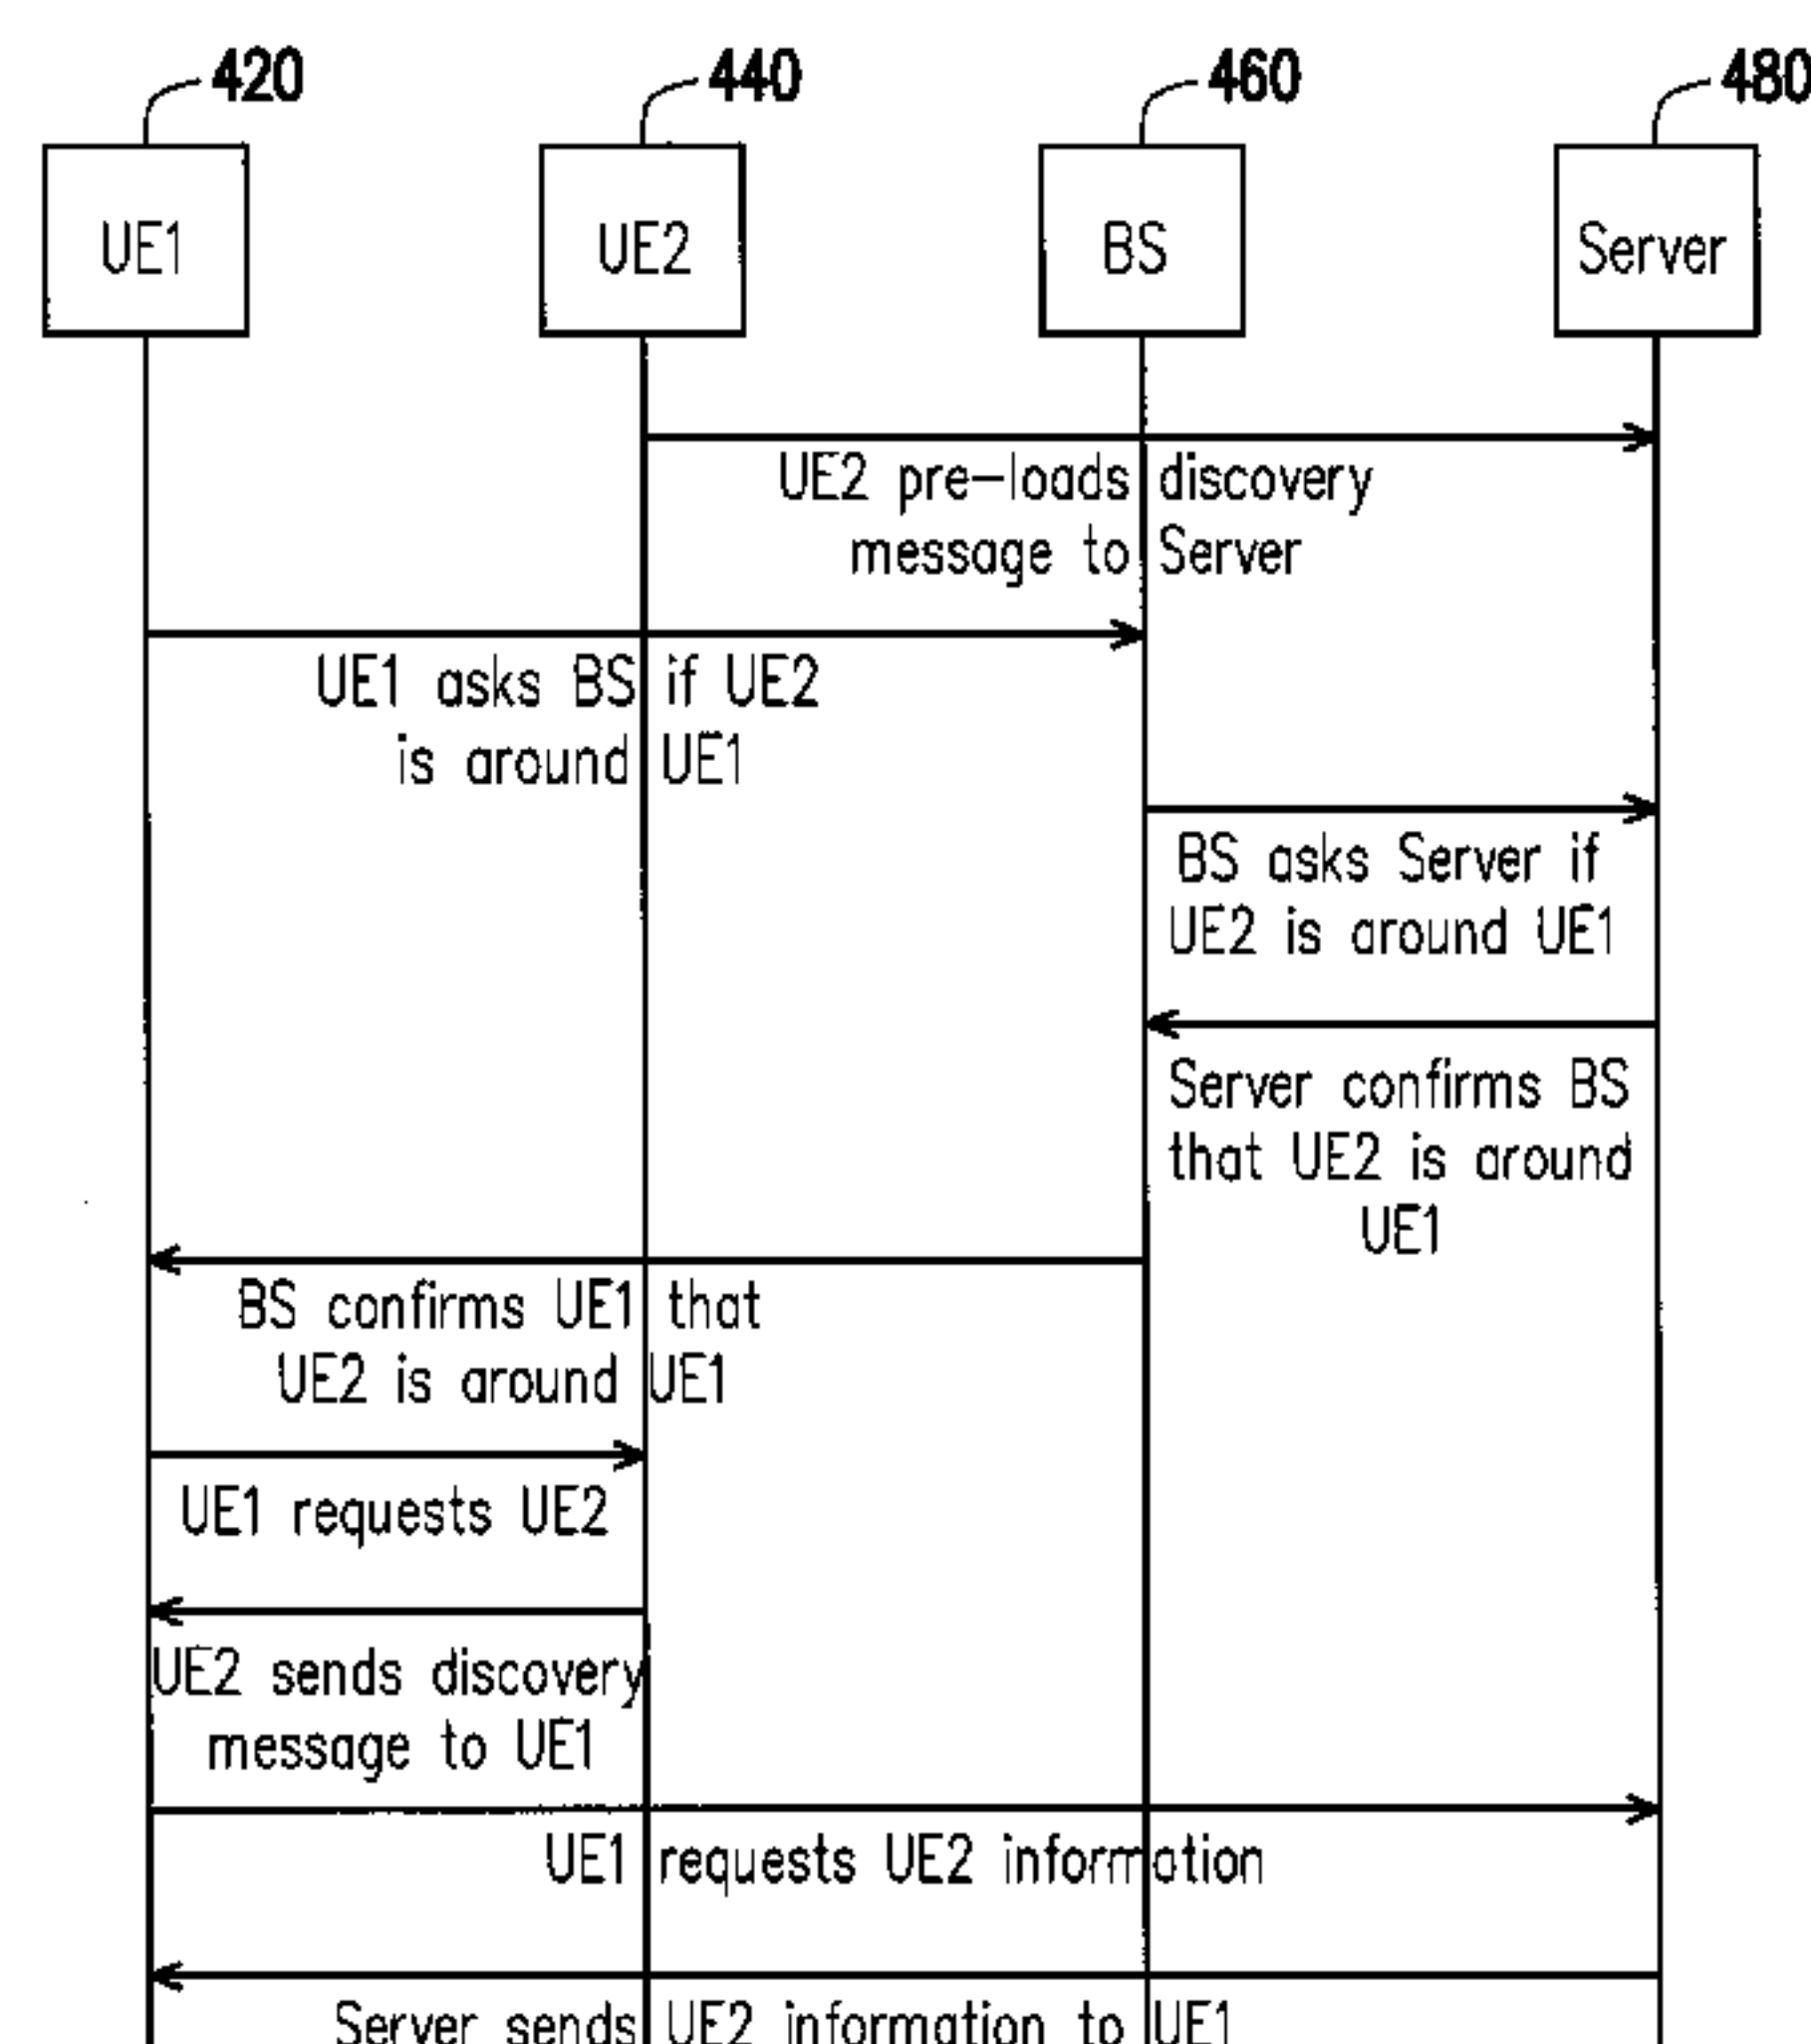 420
440
460
480
UE1
UE2
BS
Server
UE2 pre-loads discovery
message to Server
UE1 asks BS if UE2
is around UE1
BS asks Server if
UE2 is around UE1
Server confirms BS
that UE2 is around
UE1
BS confirms UE1 that
UE2 is around UE1
UE1 requests UE2
UE2 sends discovery
message to UE1
UE1 requests UE2 information
Server sends UE2 information to UE1